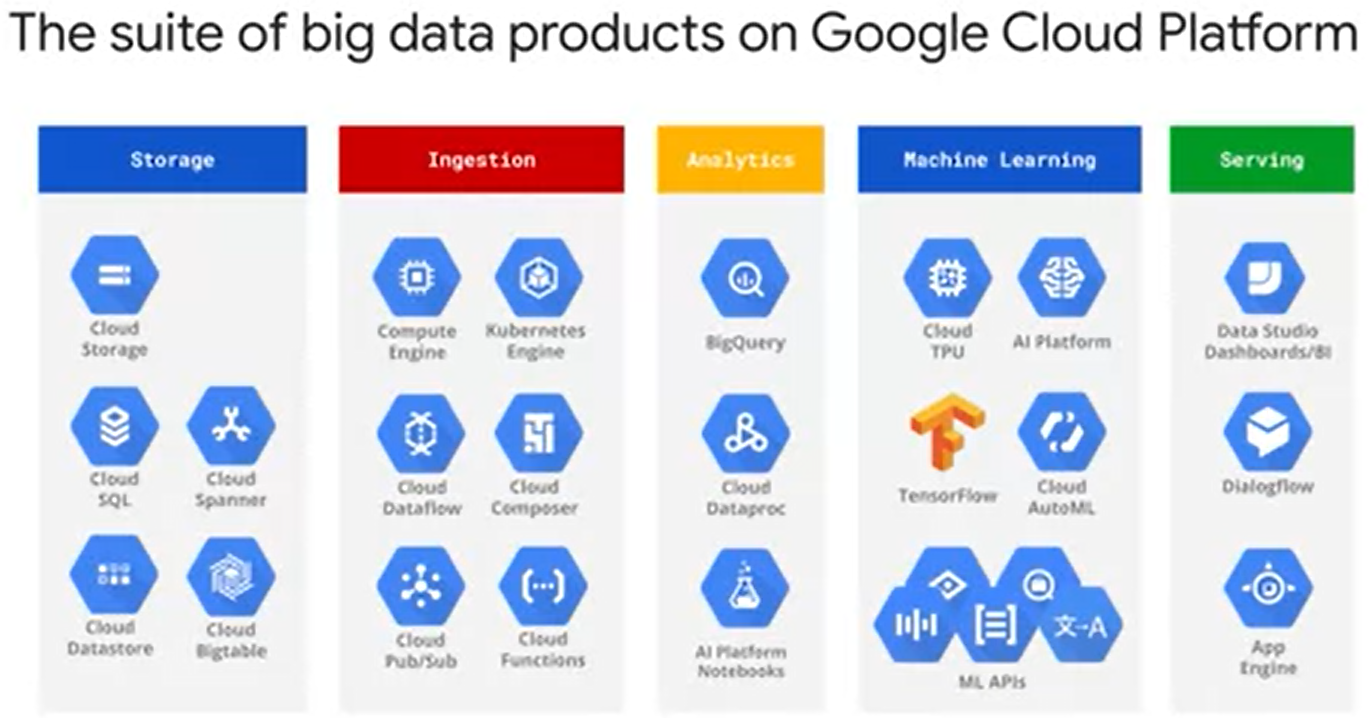 The suite of big data products on Google Cloud Platform
Storage
Cloud
Storage
Cloud
SQL
Cloud
Spanner
Cloud
Datastore
Cloud
Bigtable
Ingestion
Compute
Engine
Kubernetes
Engine
Cloud
Dataflow
Cloud
Composer
Cloud
Pub/Sub
Cloud
Functions
Analytics
BigQuery
Cloud
Dataproc
AI Platform
Notebooks
Machine Learning
Cloud
TPU
AI Platform
TensorFlow
Cloud
AutoML
文→A
ML APIs
Serving
Data Studio
Dashboards/BI
Dialogflow
App
Engine